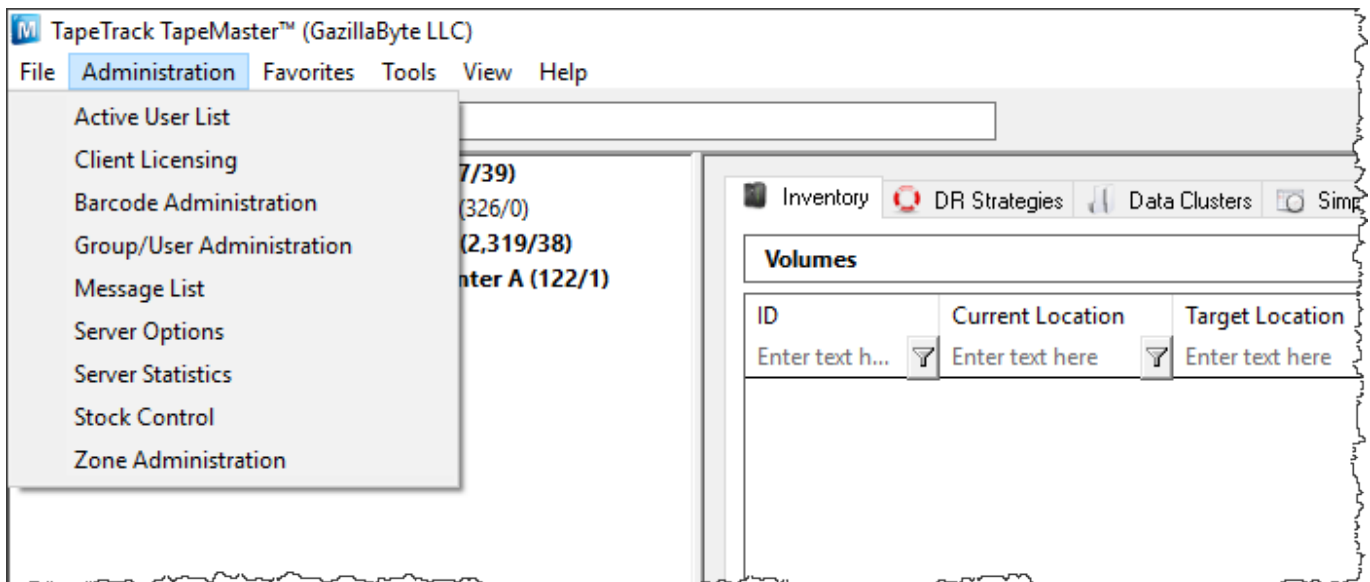 TapeTrack TapeMaster™ (GazillaByte LLC)
File Administration Favorites Tools View Help
Active User List
Client Licensing
Barcode Administration
Group/User Administration
Message List
Server Options
Server Statistics
Stock Control
Zone Administration
7/39)
(326/0)
(2,319/38)
nter A (122/1)
Inventory DR Strategies Data Clusters Simp
Volumes
ID Current Location Target Location
Enter text h... Enter text here Enter text here